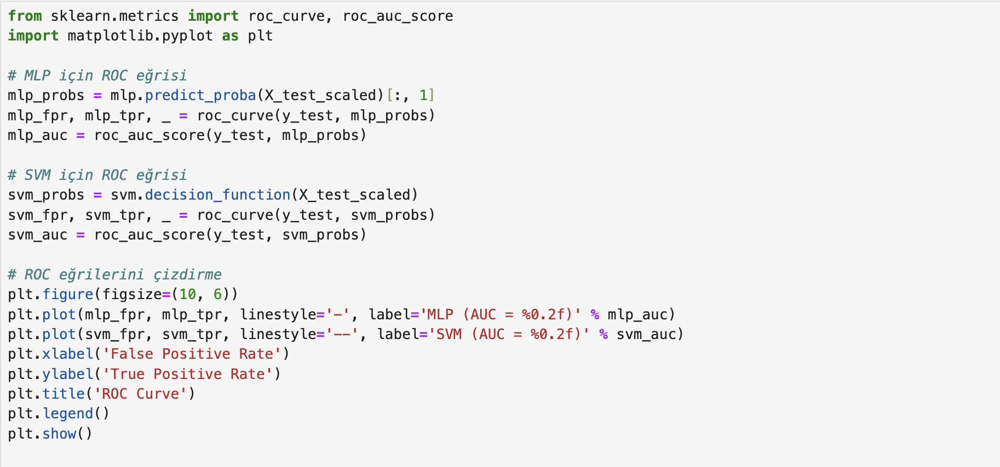 from sklearn.metrics import roc_curve, roc_auc_score
import matplotlib.pyplot as plt

# MLP için ROC eğrisi
mlp_probs = mlp.predict_proba(X_test_scaled)[:, 1]
mlp_fpr, mlp_tpr, _ = roc_curve(y_test, mlp_probs)
mlp_auc = roc_auc_score(y_test, mlp_probs)

# SVM için ROC eğrisi
svm_probs = svm.decision_function(X_test_scaled)
svm_fpr, svm_tpr, _ = roc_curve(y_test, svm_probs)
svm_auc = roc_auc_score(y_test, svm_probs)

# ROC eğrilerini çizdirme
plt.figure(figsize=(10, 6))
plt.plot(mlp_fpr, mlp_tpr, linestyle='-', label='MLP (AUC = %0.2f)' % mlp_auc)
plt.plot(svm_fpr, svm_tpr, linestyle='--', label='SVM (AUC = %0.2f)' % svm_auc)
plt.xlabel('False Positive Rate')
plt.ylabel('True Positive Rate')
plt.title('ROC Curve')
plt.legend()
plt.show()